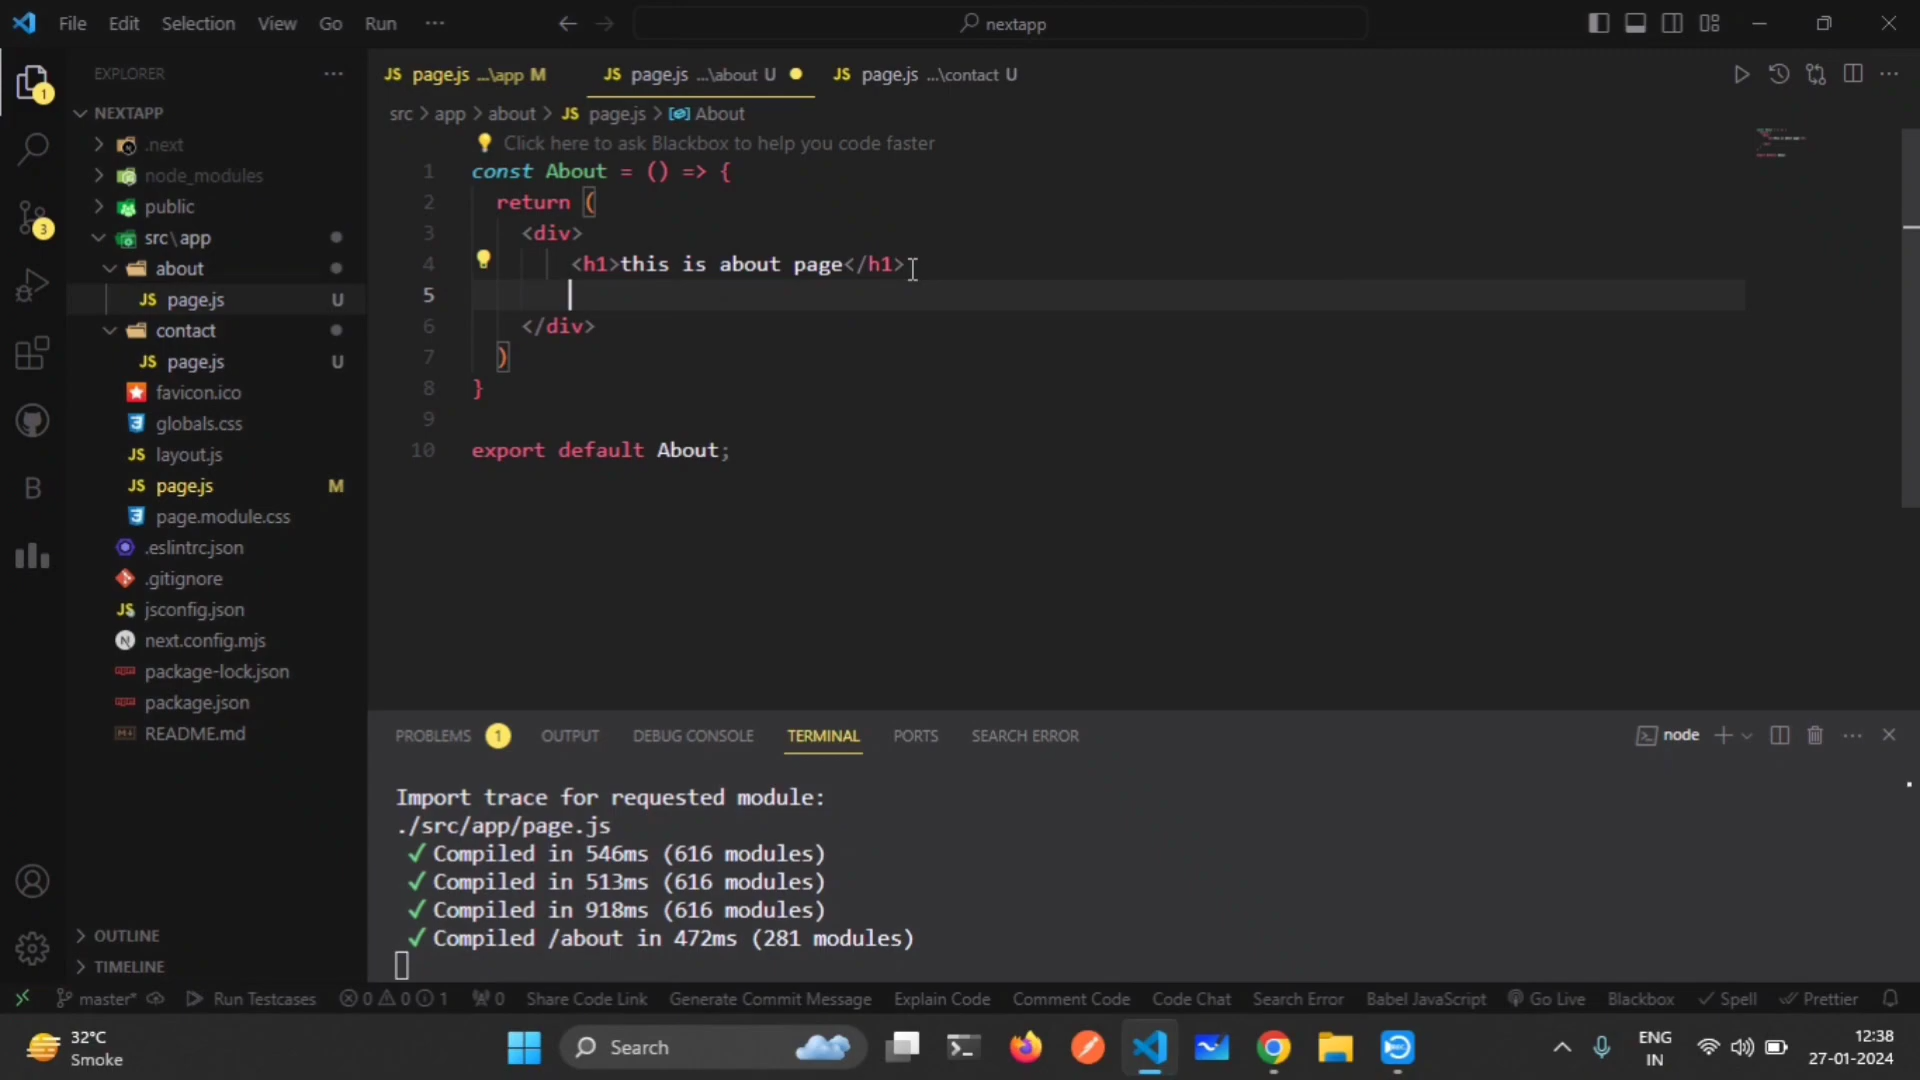 File Edit Selection View Go Run ··· nextapp
EXPLORER ···
NEXTAPP
.next
node_modules
public
src\app
about
JS page.js U
contact
JS page.js U
favicon.ico
globals.css
JS layout.js
JS page.js M
page.module.css
.eslintrc.json
.gitignore
JS jsconfig.json
N next.config.mjs
package-lock.json
package.json
README.md
OUTLINE
TIMELINE
1
3
B
JS page.js ...\app M JS page.js ...\about U JS page.js ...\contact U
src > app > about > JS page.js > About
Click here to ask Blackbox to help you code faster
1 const About = () => {
2 return (
3 <div>
4 <h1>this is about page</h1>
5
6 </div>
7 )
8 }
9
10 export default About;
PROBLEMS 1 OUTPUT DEBUG CONSOLE TERMINAL PORTS SEARCH ERROR node
Import trace for requested module:
./src/app/page.js
✓ Compiled in 546ms (616 modules)
✓ Compiled in 513ms (616 modules)
✓ Compiled in 918ms (616 modules)
✓ Compiled /about in 472ms (281 modules)
master* Run Testcases 0 0 1 0 Share Code Link Generate Commit Message Explain Code Comment Code Code Chat Search Error Babel JavaScript Go Live Blackbox Spell Prettier
32°C
Smoke
Search
ENG
IN
12:38
27-01-2024